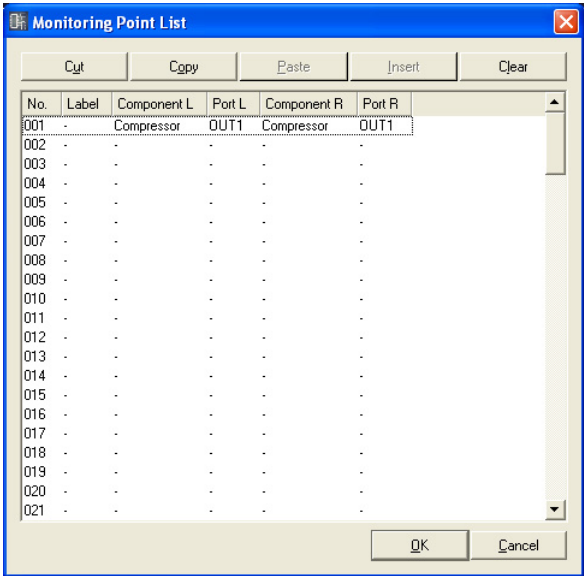 Monitoring Point List
Cut Copy Paste Insert Clear
No. Label Component L Port L Component R Port R
001 - Compressor OUT1 Compressor OUT1
002 - - - - -
003 - - - - -
004 - - - - -
005 - - - - -
006 - - - - -
007 - - - - -
008 - - - - -
009 - - - - -
010 - - - - -
011 - - - - -
012 - - - - -
013 - - - - -
014 - - - - -
015 - - - - -
016 - - - - -
017 - - - - -
018 - - - - -
019 - - - - -
020 - - - - -
021 - - - - -
OK Cancel